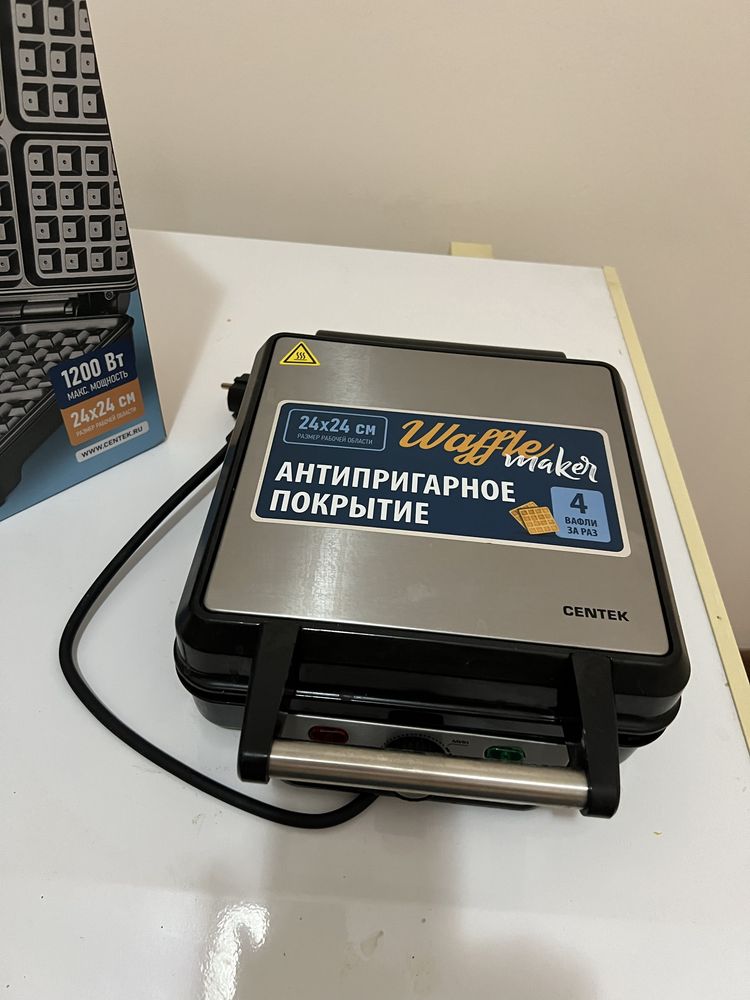 1200 Вт
МАКС. МОЩНОСТЬ
24x24 см
РАЗМЕР РАБОЧЕЙ ОБЛАСТИ
WWW.CENTEK.RU
24x24 см
РАЗМЕР РАБОЧЕЙ ОБЛАСТИ
Waffle
maker
АНТИПРИГАРНОЕ
ПОКРЫТИЕ
4
ВАФЛИ
ЗА РАЗ
CENTEK